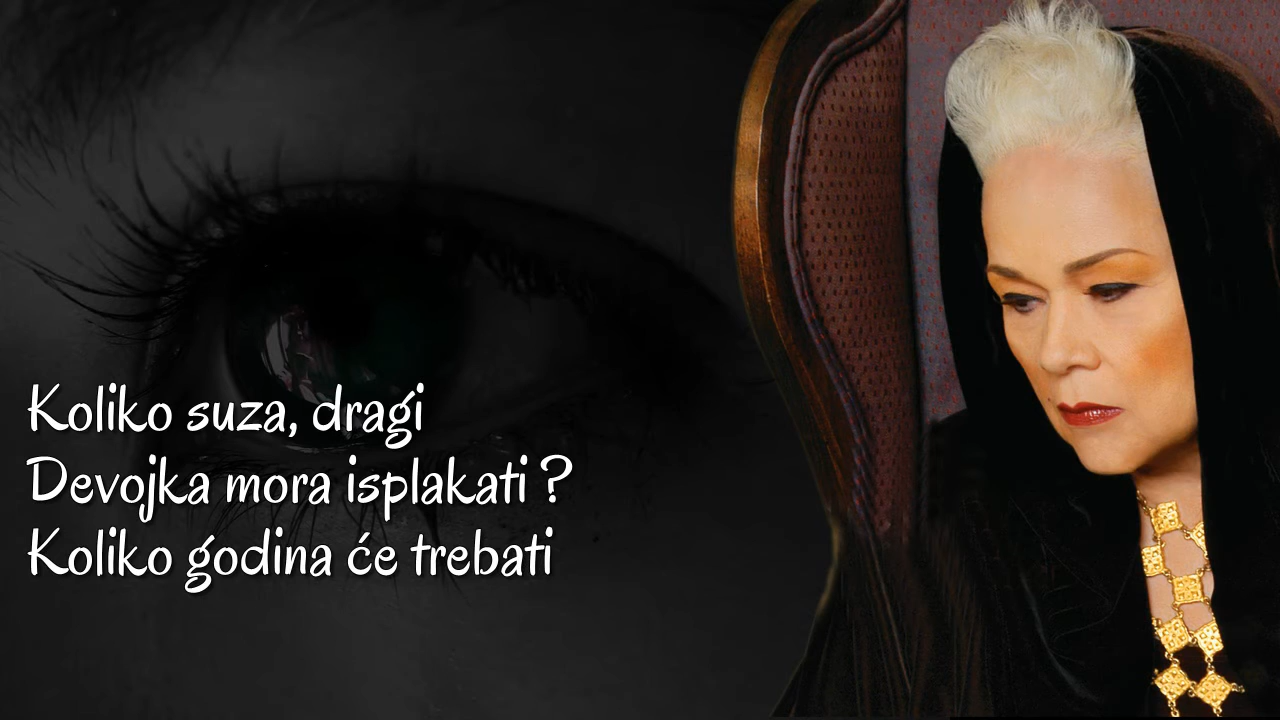 Koliko suza, dragi
Devojka mora isplakati ?
Koliko godina će trebati